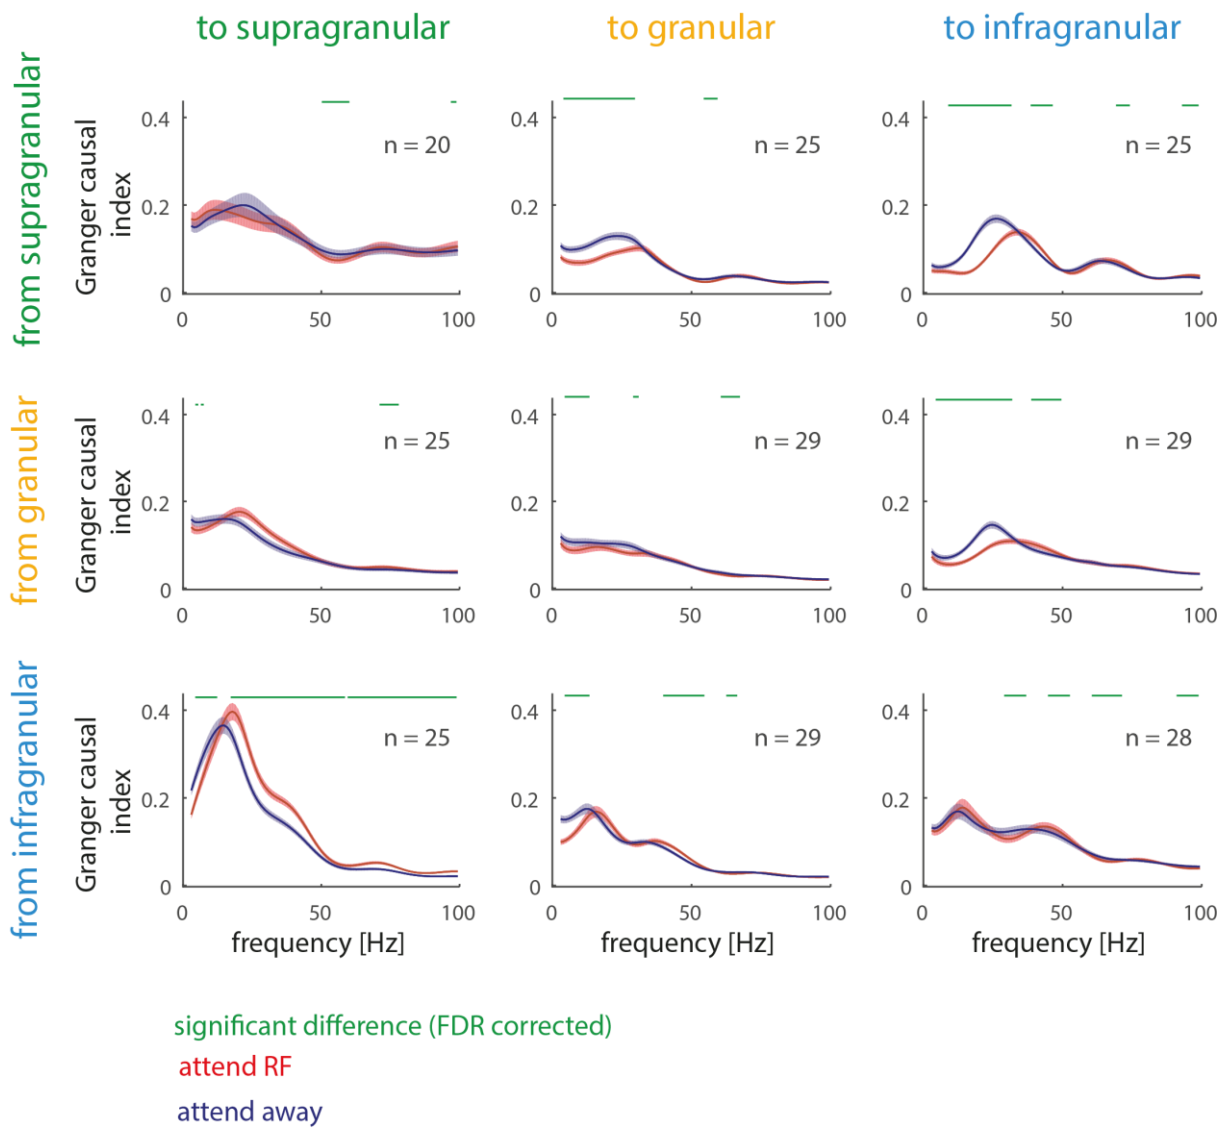 to supragranular
to granular
to infragranular
from supragranular
Granger causal
index
0.4
0.2
0
0
50
100
n = 20
0.4
0.2
0
0
50
100
n = 25
0.4
0.2
0
0
50
100
n = 25
from granular
Granger causal
index
0.4
0.2
0
0
50
100
n = 25
0.4
0.2
0
0
50
100
n = 29
0.4
0.2
0
0
50
100
n = 29
from infragranular
Granger causal
index
0.4
0.2
0
0
50
100
n = 25
frequency [Hz]
0.4
0.2
0
0
50
100
n = 29
frequency [Hz]
0.4
0.2
0
0
50
100
n = 28
frequency [Hz]
significant difference (FDR corrected)
attend RF
attend away